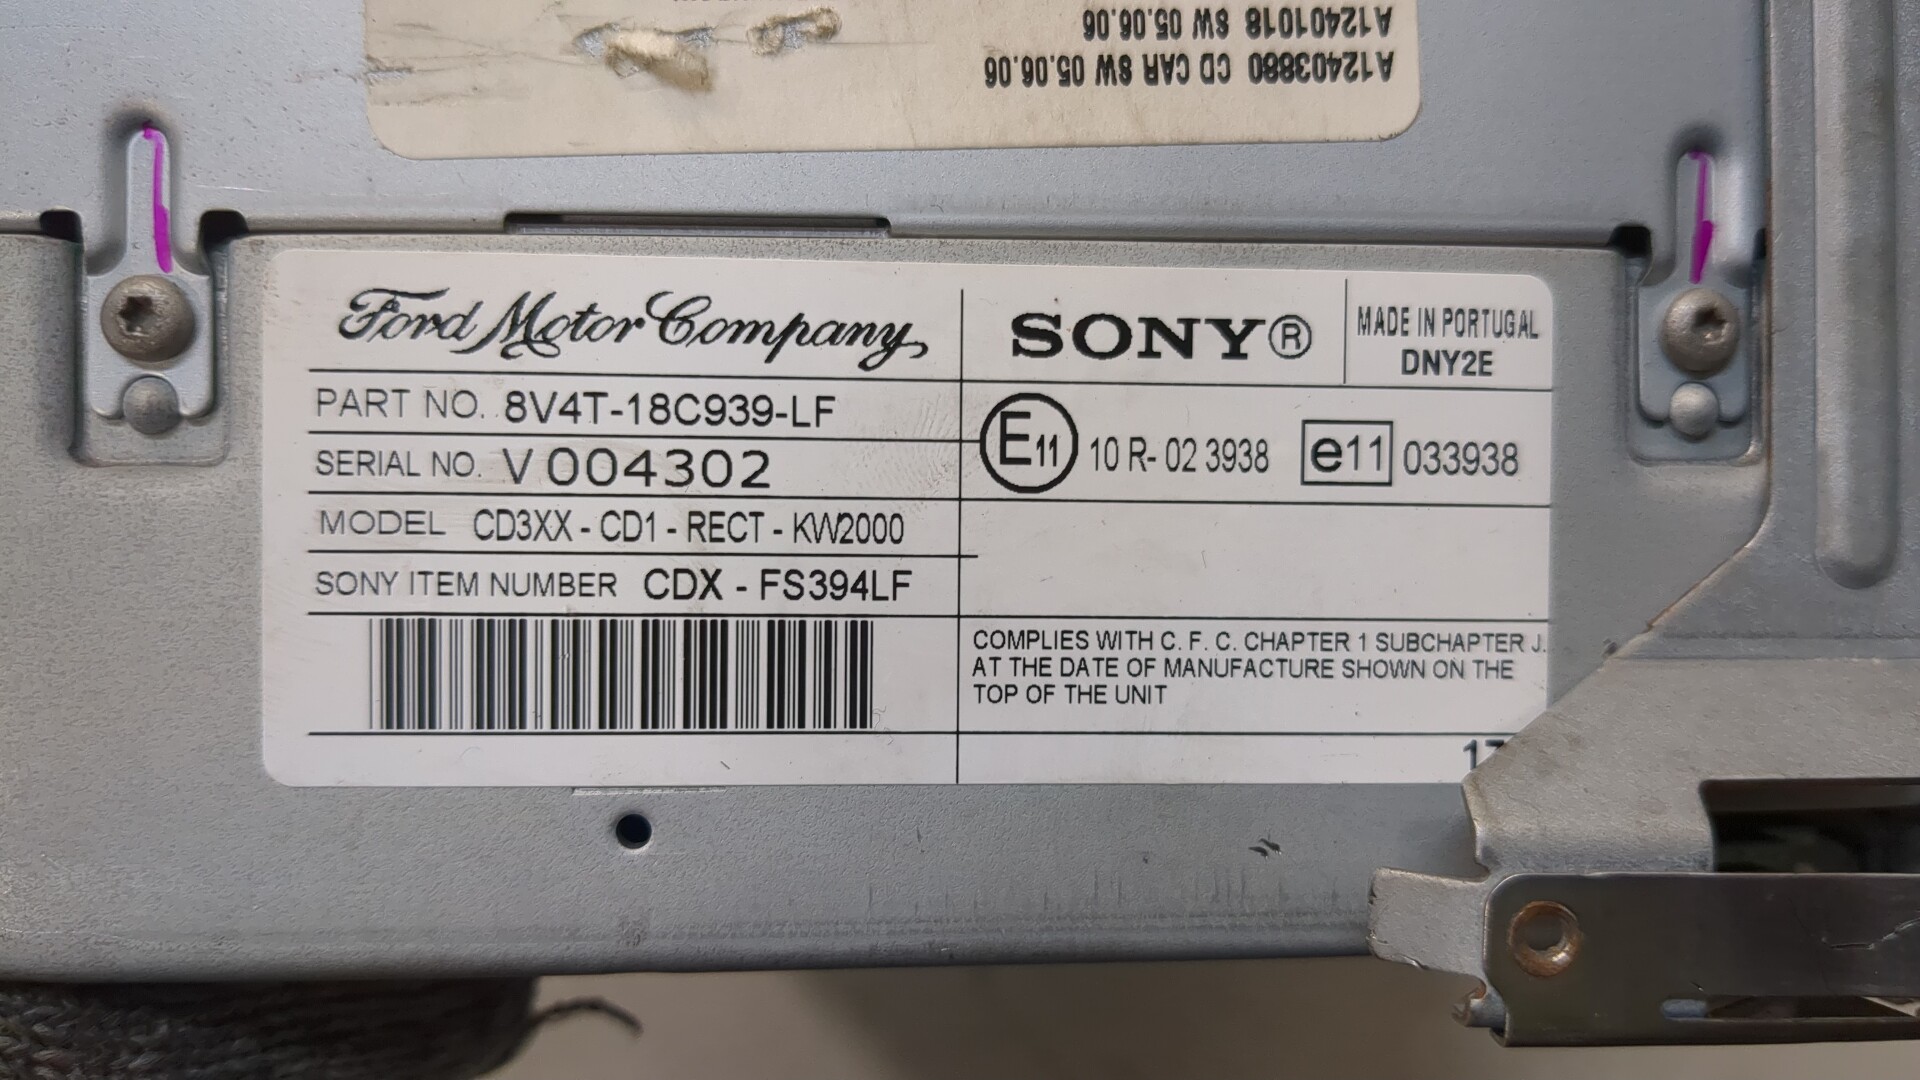 A12401018 SW 05.06.06
A12403880 CD CAR SW 05.06.06
Ford Motor Company
SONY®
MADE IN PORTUGAL
DNY2E
PART NO. 8V4T-18C939-LF
SERIAL NO. V004302
E11 10 R- 02 3938 e11 033938
MODEL CD3XX - CD1 - RECT - KW2000
SONY ITEM NUMBER CDX - FS394LF
COMPLIES WITH C. F. C. CHAPTER 1 SUBCHAPTER J.
AT THE DATE OF MANUFACTURE SHOWN ON THE
TOP OF THE UNIT